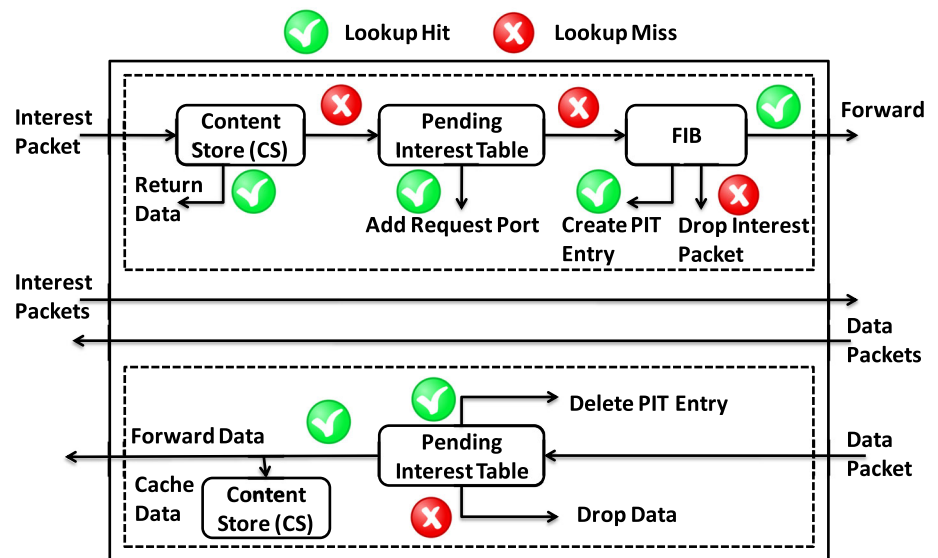 Lookup Hit
Lookup Miss
Interest
Packet
Content
Store (CS)
Pending
Interest Table
FIB
Forward
Return
Data
Add Request Port
Create PIT
Entry
Drop Interest
Packet
Interest
Packets
Data
Packets
Delete PIT Entry
Forward Data
Pending
Interest Table
Data
Packet
Cache
Data
Content
Store (CS)
Drop Data